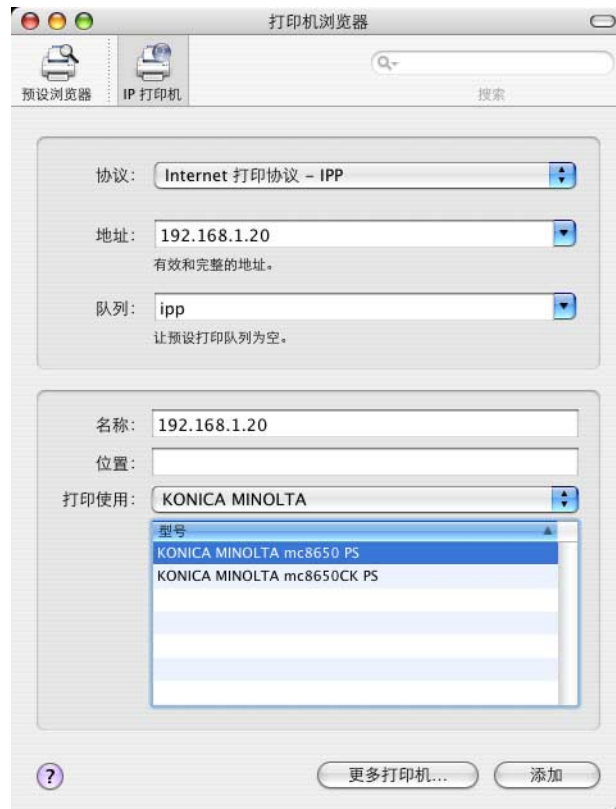 打印机浏览器
预设浏览器
IP 打印机
搜索
协议: Internet 打印协议 – IPP
地址: 192.168.1.20
有效和完整的地址。
队列: ipp
让预设打印队列为空。
名称: 192.168.1.20
位置:
打印使用: KONICA MINOLTA
型号
KONICA MINOLTA mc8650 PS
KONICA MINOLTA mc8650CK PS
?
更多打印机...
添加